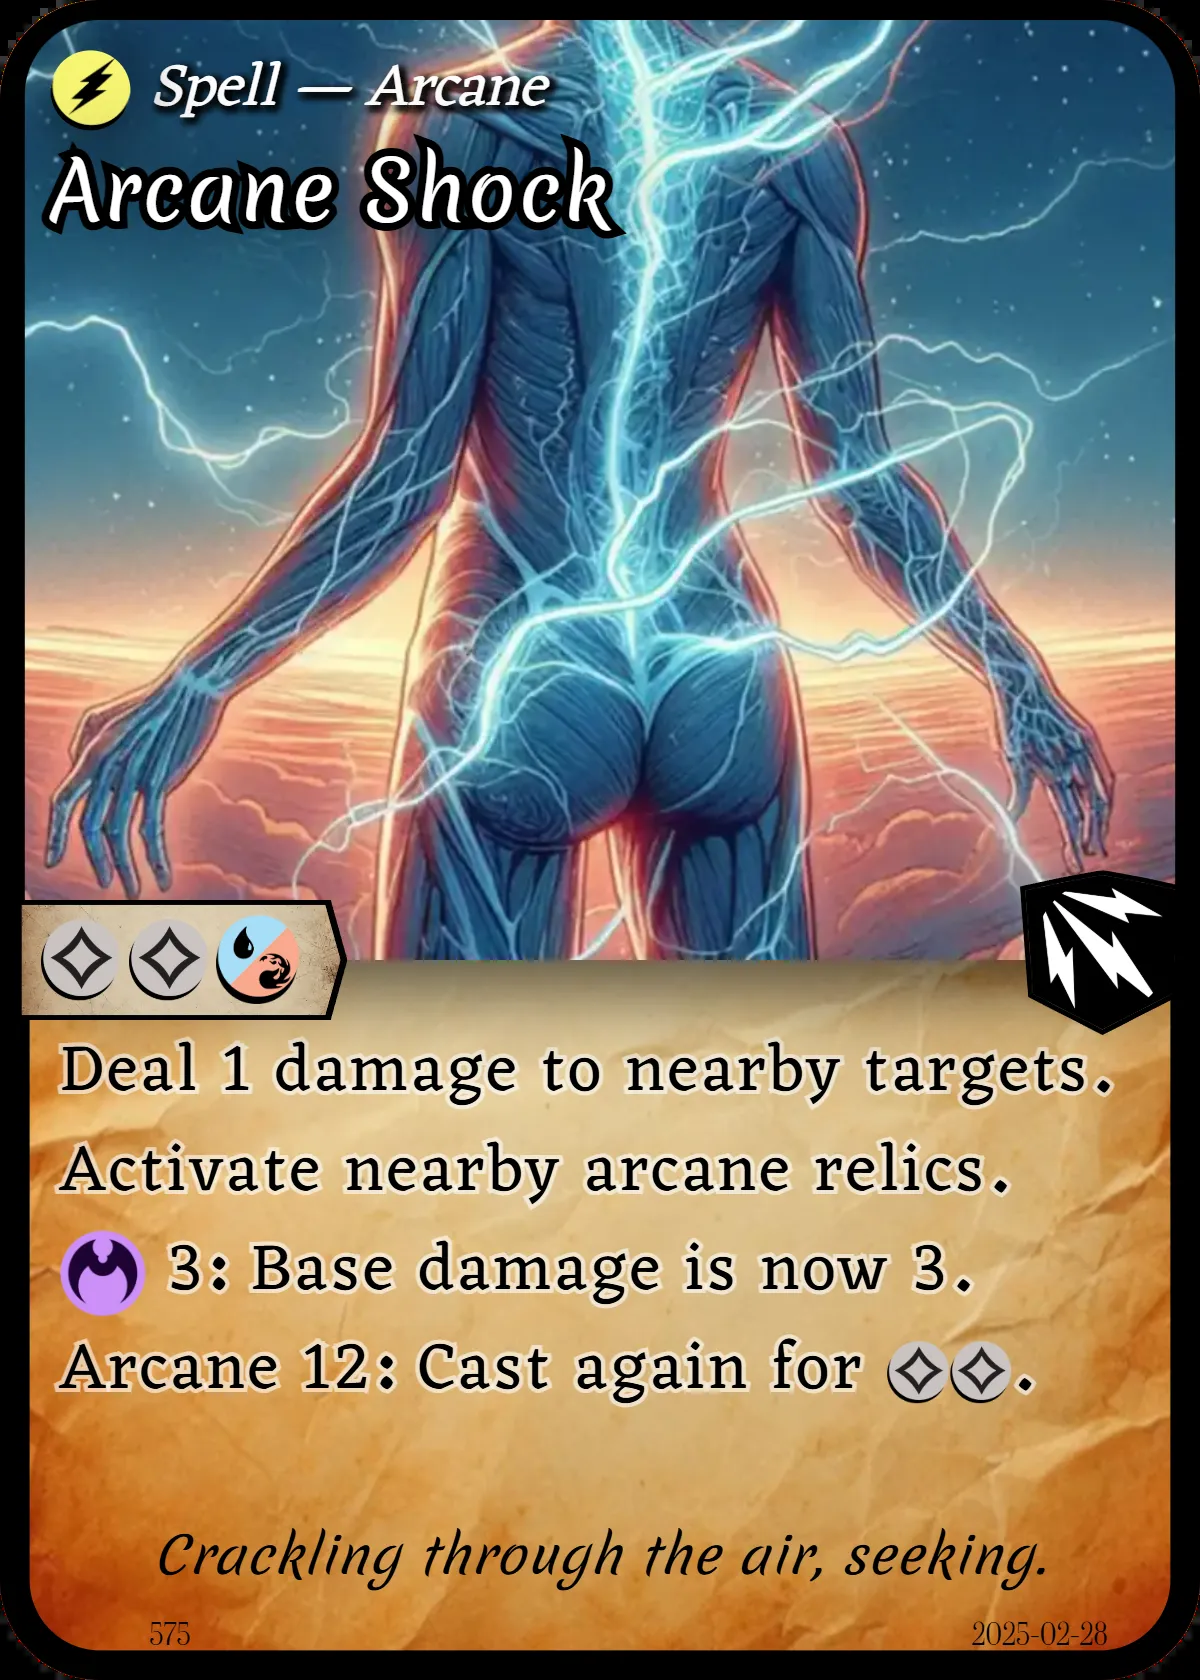 Spell — Arcane
Arcane Shock
Deal 1 damage to nearby targets.
Activate nearby arcane relics.
3: Base damage is now 3.
Arcane 12: Cast again for .
Crackling through the air, seeking.
575
2025-02-28